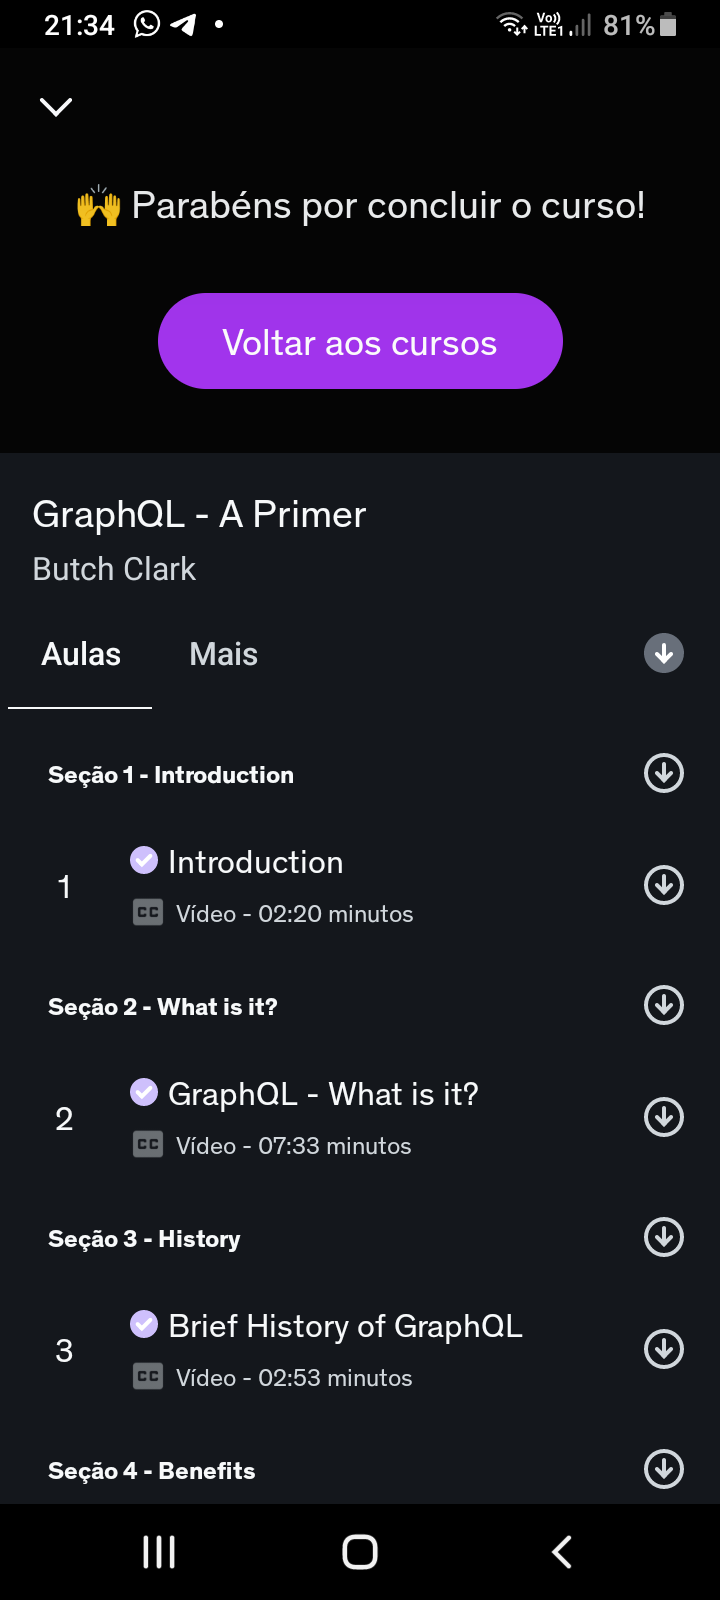 21:34
Vo))
LTE1
81%
🙌 Parabéns por concluir o curso!
Voltar aos cursos
GraphQL - A Primer
Butch Clark
Aulas Mais
Seção 1 - Introduction
1
Introduction
CC Vídeo - 02:20 minutos
Seção 2 - What is it?
2
GraphQL - What is it?
CC Vídeo - 07:33 minutos
Seção 3 - History
3
Brief History of GraphQL
CC Vídeo - 02:53 minutos
Seção 4 - Benefits